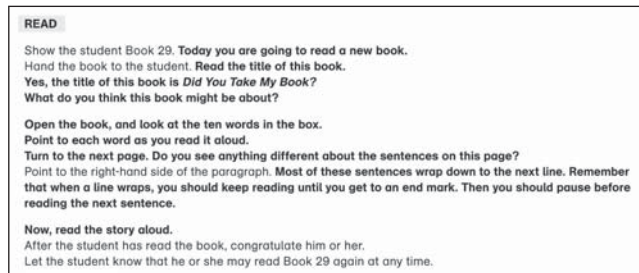 READ
Show the student Book 29. Today you are going to read a new book.
Hand the book to the student. Read the title of this book.
Yes, the title of this book is Did You Take My Book?
What do you think this book might be about?
Open the book, and look at the ten words in the box.
Point to each word as you read it aloud.
Turn to the next page. Do you see anything different about the sentences on this page?
Point to the right-hand side of the paragraph. Most of these sentences wrap down to the next line. Remember
that when a line wraps, you should keep reading until you get to an end mark. Then you should pause before
reading the next sentence.
Now, read the story aloud.
After the student has read the book, congratulate him or her.
Let the student know that he or she may read Book 29 again at any time.